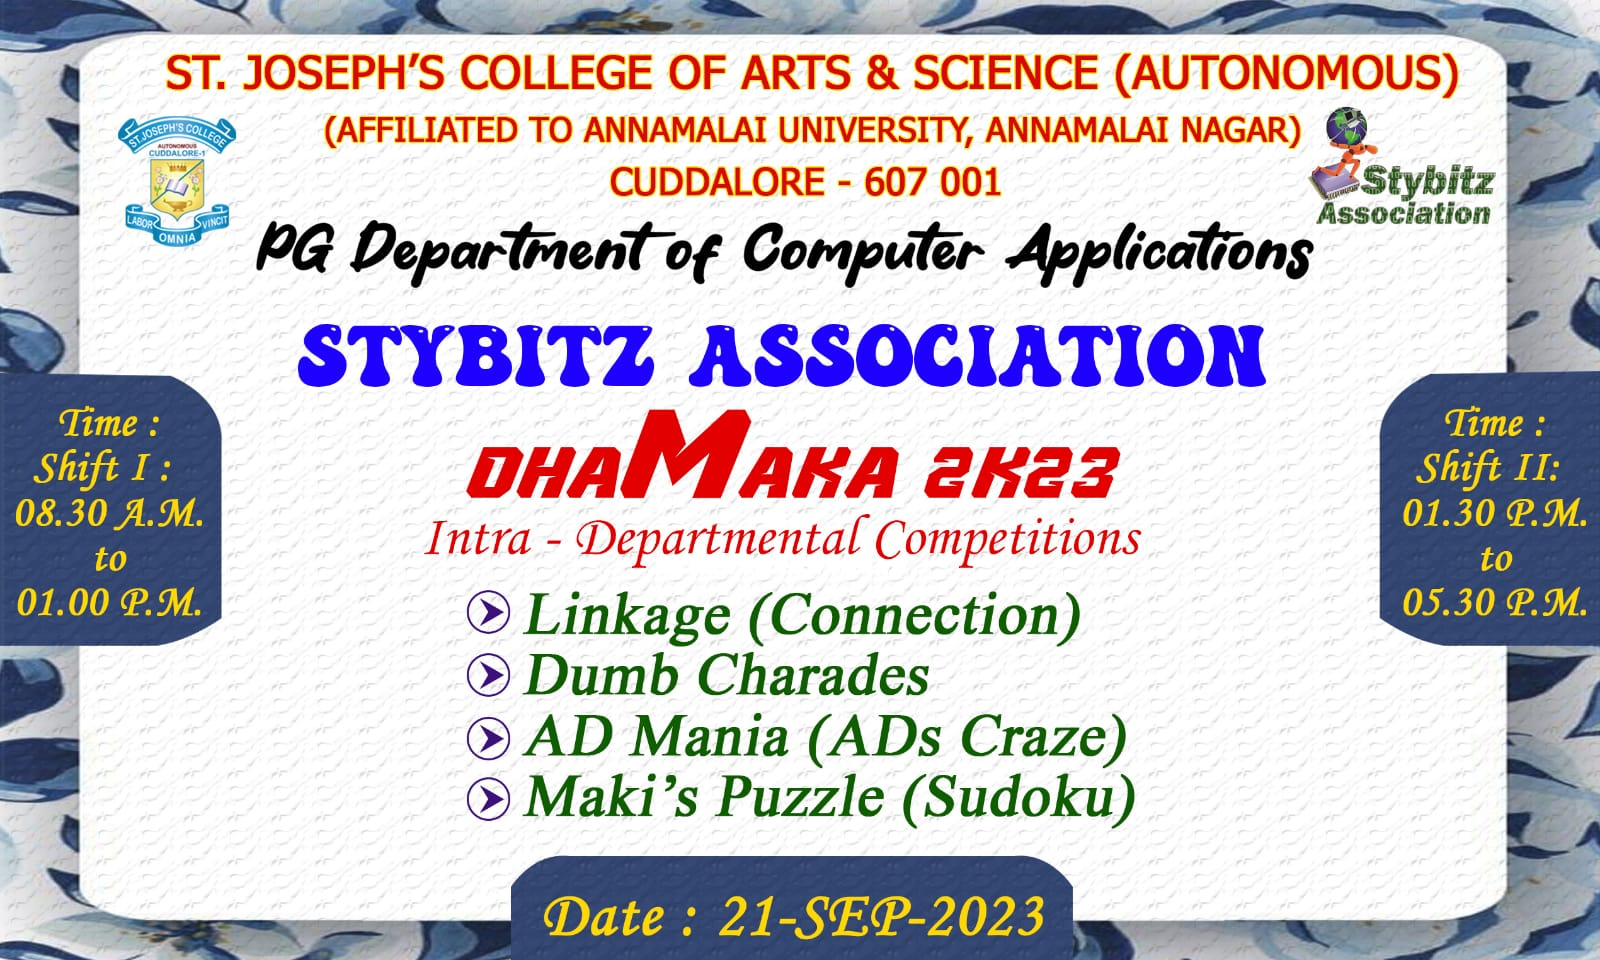 ST. JOSEPH'S COLLEGE OF ARTS & SCIENCE (AUTONOMOUS)
(AFFILIATED TO ANNAMALAI UNIVERSITY, ANNAMALAI NAGAR)
CUDDALORE - 607 001
ST.JOSEPH'S COLLEGE
AUTONOMOUS
CUDDALORE-1
LABOR OMNIA VINCIT
Stybitz
Association
PG Department of Computer Applications
STYBITZ ASSOCIATION
DHAMAKA 2K23
Intra - Departmental Competitions
Time :
Shift I :
08.30 A.M.
to
01.00 P.M.
Time :
Shift II:
01.30 P.M.
to
05.30 P.M.
Linkage (Connection)
Dumb Charades
AD Mania (ADs Craze)
Maki's Puzzle (Sudoku)
Date : 21-SEP-2023